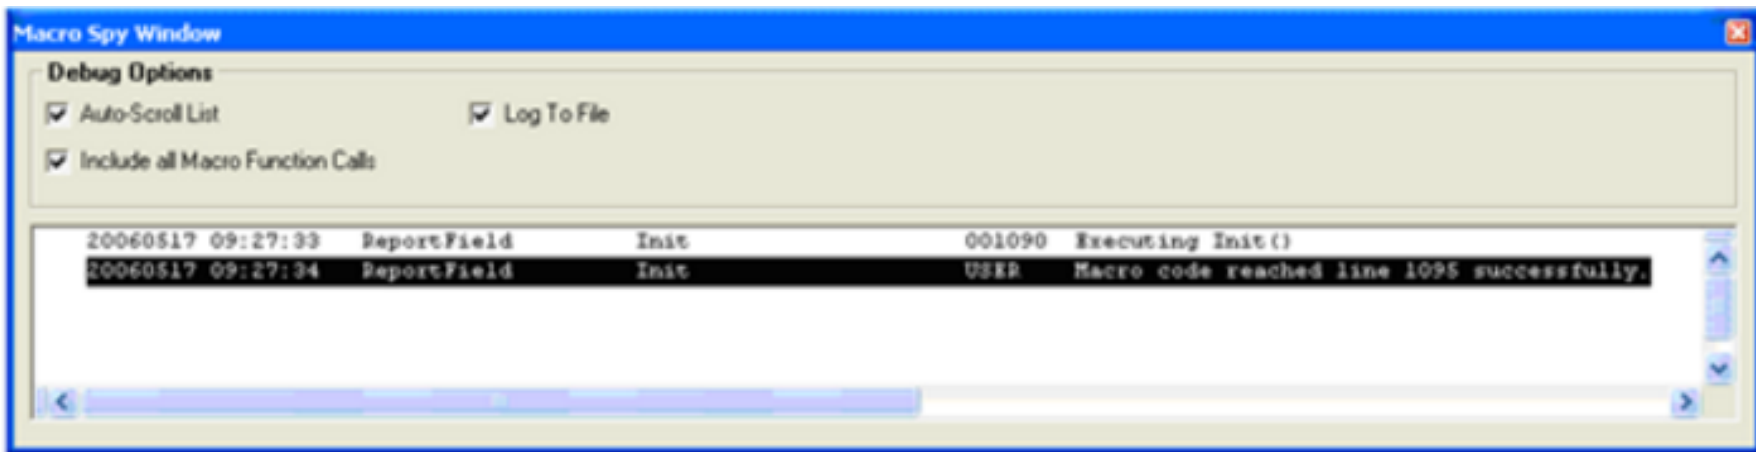 Macro Spy Window
Debug Options
Auto-Scroll List Log To File
Include all Macro Function Calls
20060517 09:27:33 ReportField Init 001090 Executing Init()
20060517 09:27:34 ReportField Init USER Macro code reached line 1095 successfully.